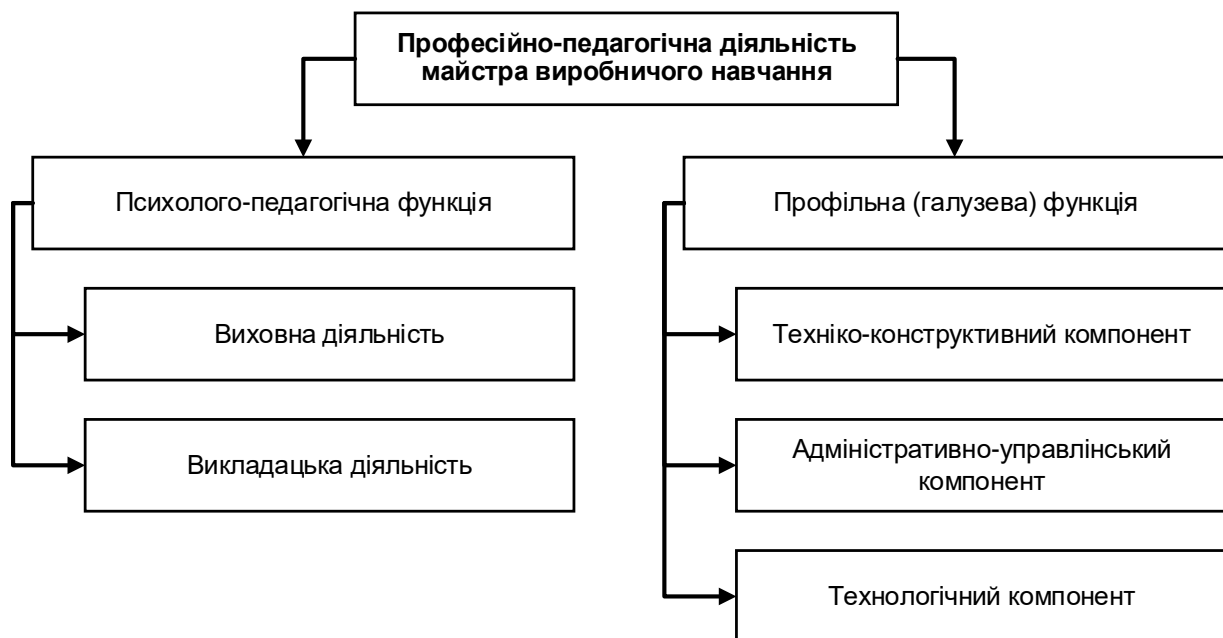 Професійно-педагогічна діяльність
майстра виробничого навчання
Психолого-педагогічна функція
Профільна (галузева) функція
Виховна діяльність
Техніко-конструктивний компонент
Викладацька діяльність
Адміністративно-управлінський
компонент
Технологічний компонент